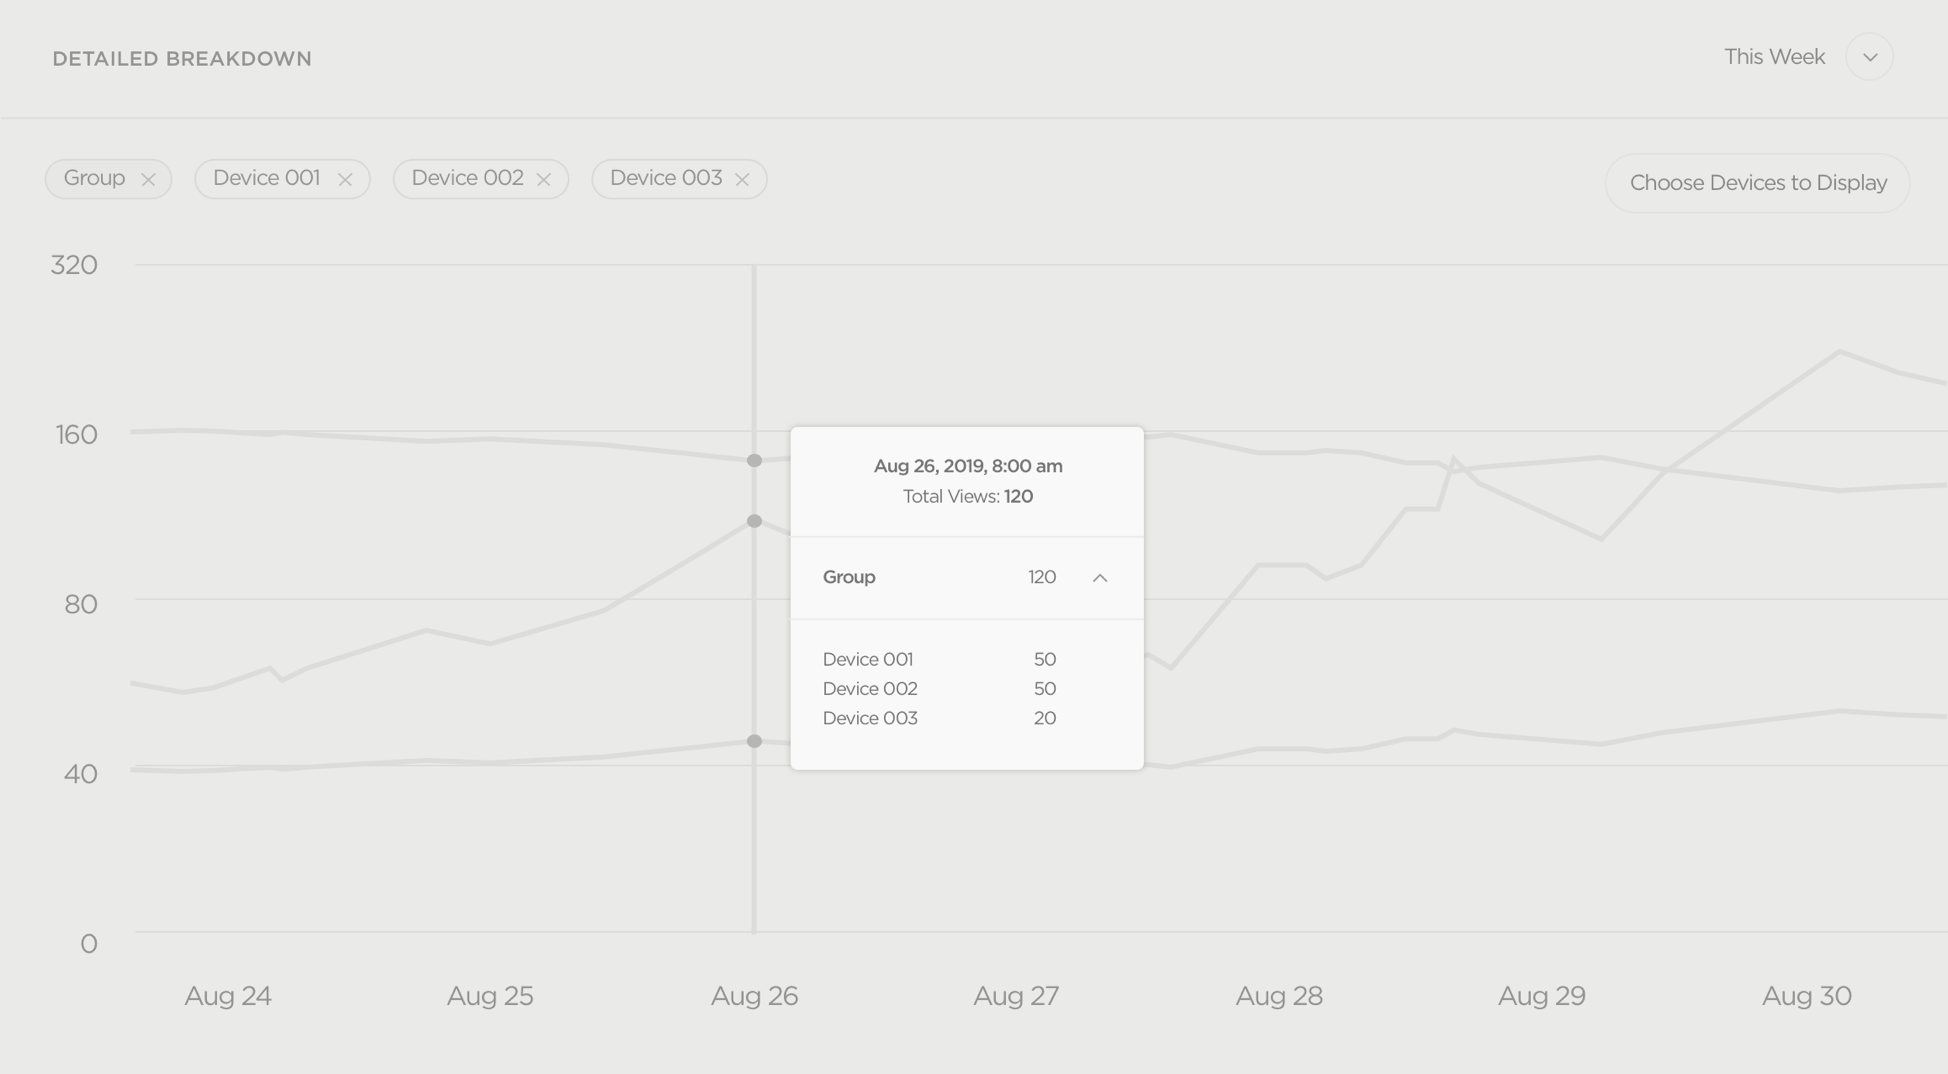 DETAILED BREAKDOWN
This Week
Group
Device 001
Device 002
Device 003
Choose Devices to Display
320
160
80
40
0
Aug 26, 2019, 8:00 am
Total Views: 120
Group 120
Device 001 50
Device 002 50
Device 003 20
Aug 24
Aug 25
Aug 26
Aug 27
Aug 28
Aug 29
Aug 30